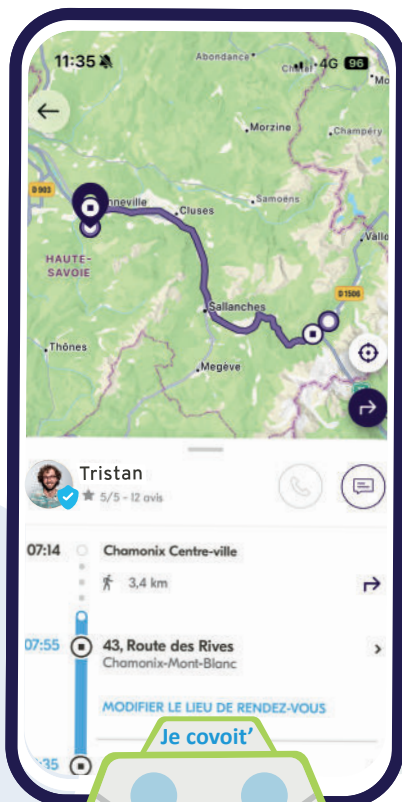 11:35
4G 96
Abondance
Morzine
Champéry
D 903
nneville
Cluses
Samoëns
Vallo
HAUTE-
SAVOIE
D 1506
Sallanches
Thônes
Megève
Tristan
5/5 - 12 avis
07:14 Chamonix Centre-ville
3,4 km
07:55 43, Route des Rives
Chamonix-Mont-Blanc
MODIFIER LE LIEU DE RENDEZ-VOUS
Je covoit’
:35